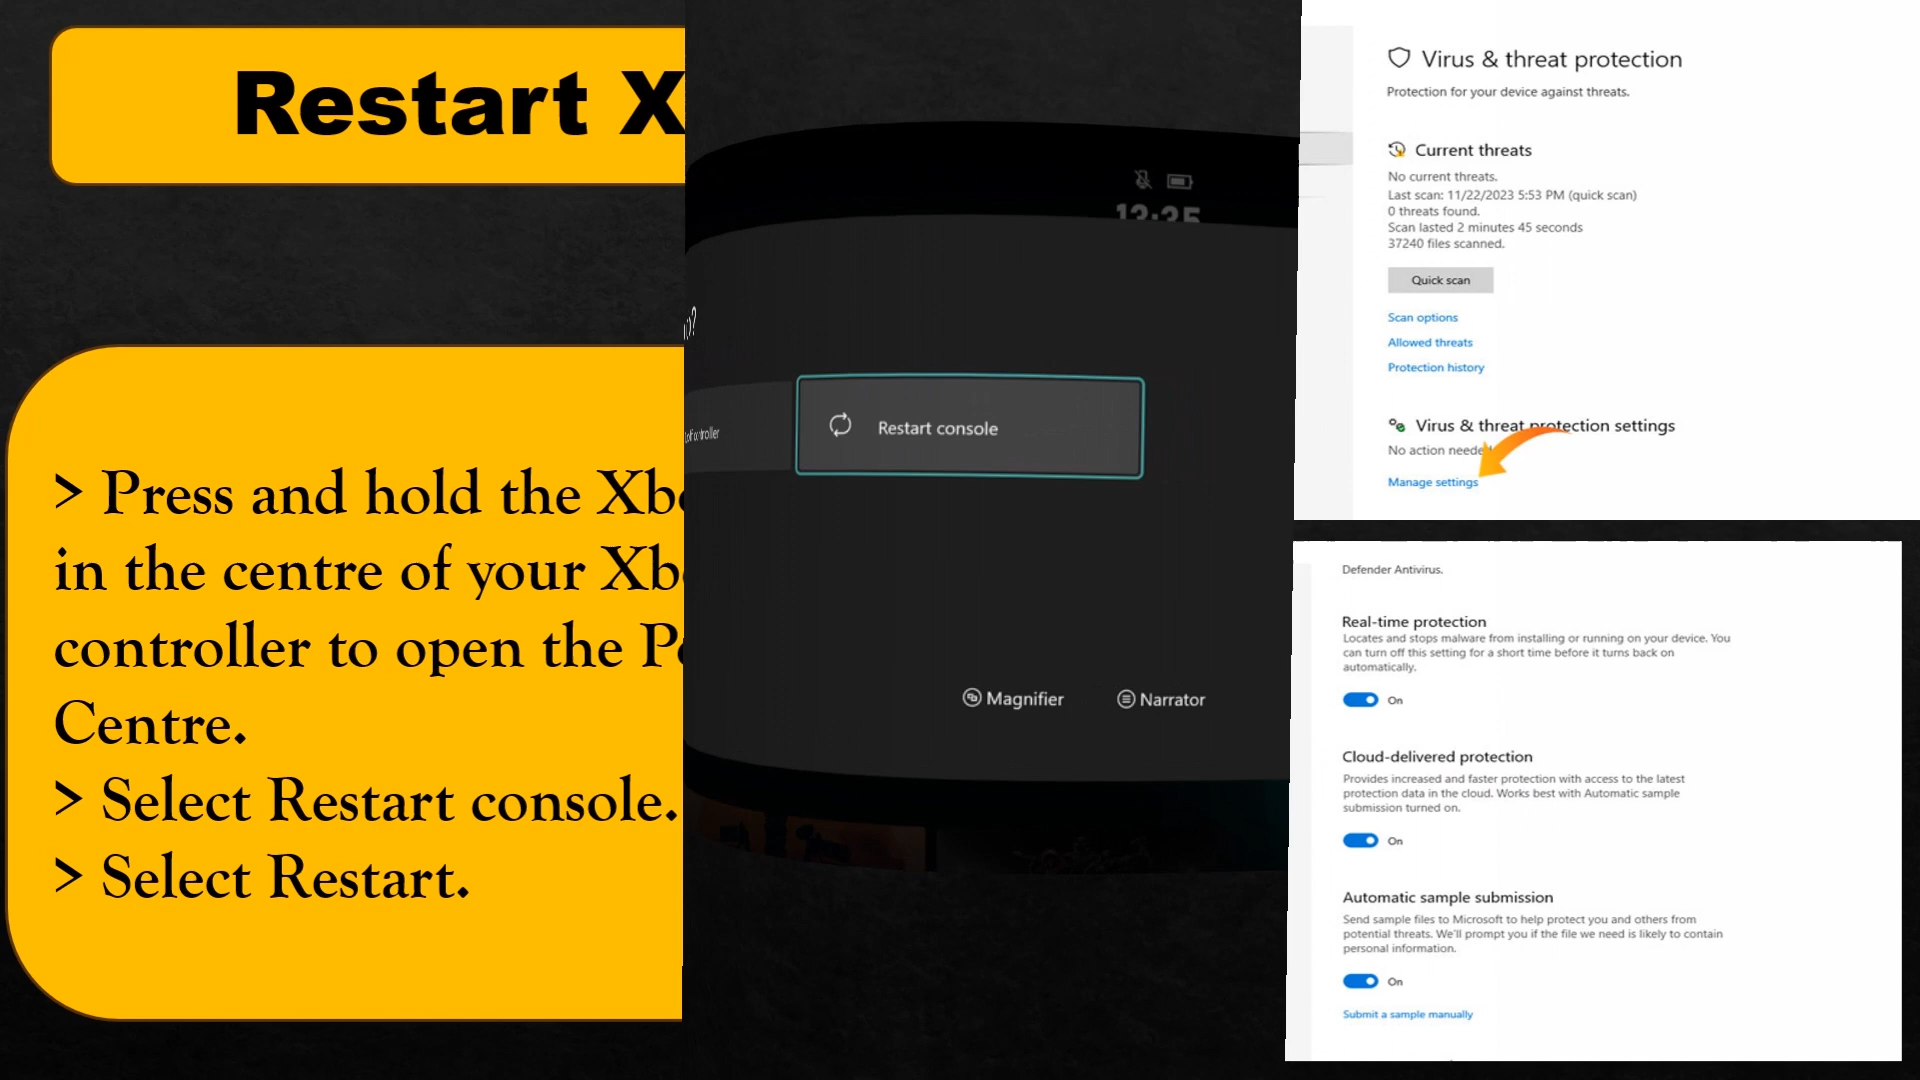 Restart X
> Press and hold the Xb
in the centre of your Xb
controller to open the P
Centre.
> Select Restart console.
> Select Restart.
13:35
Restart console
Magnifier
Narrator
Virus & threat protection
Protection for your device against threats.
Current threats
No current threats.
Last scan: 11/22/2023 5:53 PM (quick scan)
0 threats found.
Scan lasted 2 minutes 45 seconds
37240 files scanned.
Quick scan
Scan options
Allowed threats
Protection history
Virus & threat protection settings
No action neede
Manage settings
Defender Antivirus.
Real-time protection
Locates and stops malware from installing or running on your device. You
can turn off this setting for a short time before it turns back on
automatically.
On
Cloud-delivered protection
Provides increased and faster protection with access to the latest
protection data in the cloud. Works best with Automatic sample
submission turned on.
On
Automatic sample submission
Send sample files to Microsoft to help protect you and others from
potential threats. We'll prompt you if the file we need is likely to contain
personal information.
On
Submit a sample manually